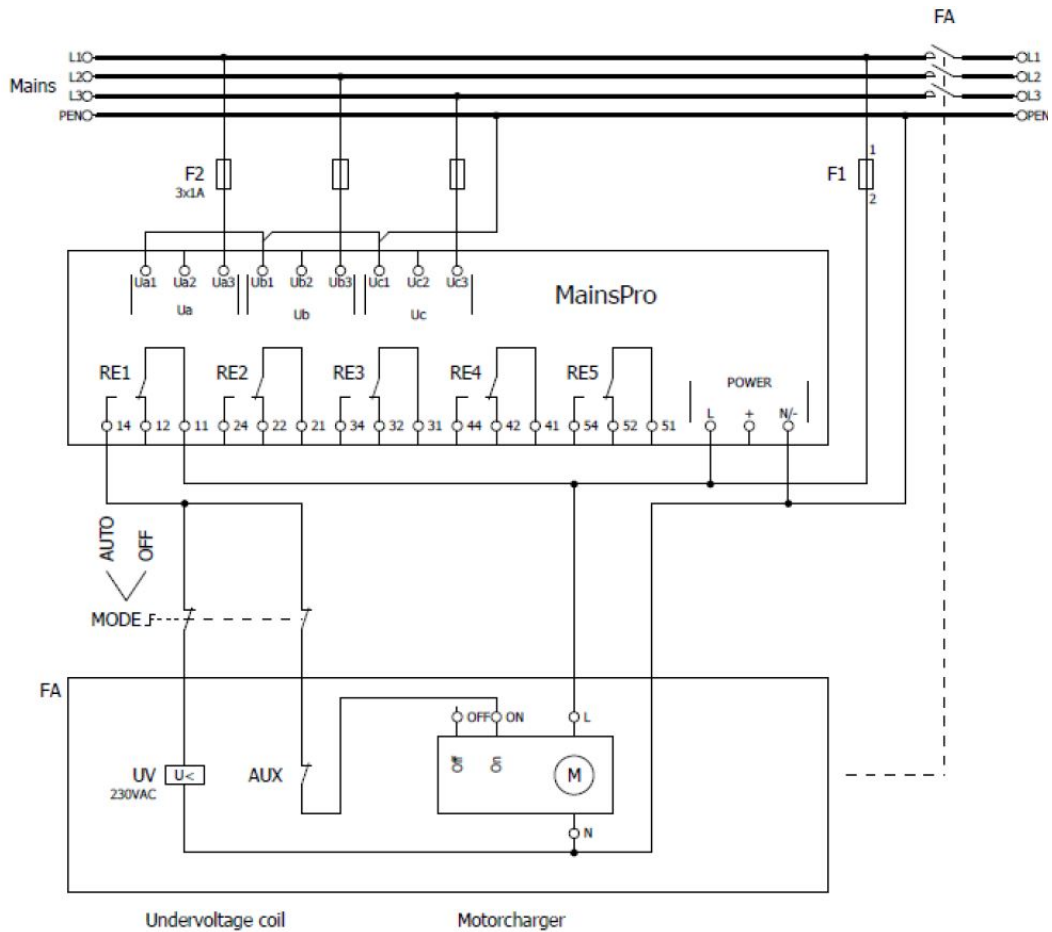 FA
L1 L1
L2 L2
Mains L3 L3
PEN PEN
1
F2 F1
3x1A 2
Ua1 Ua2 Ua3 Ub1 Ub2 Ub3 Uc1 Uc2 Uc3
MainsPro
Ua Ub Uc
RE1 RE2 RE3 RE4 RE5 POWER
L + N/-
14 12 11 24 22 21 34 32 31 44 42 41 54 52 51
AUTO OFF
MODE
FA
OFF ON L
UV U< AUX Off On M
230VAC
N
Undervoltage coil Motorcharger